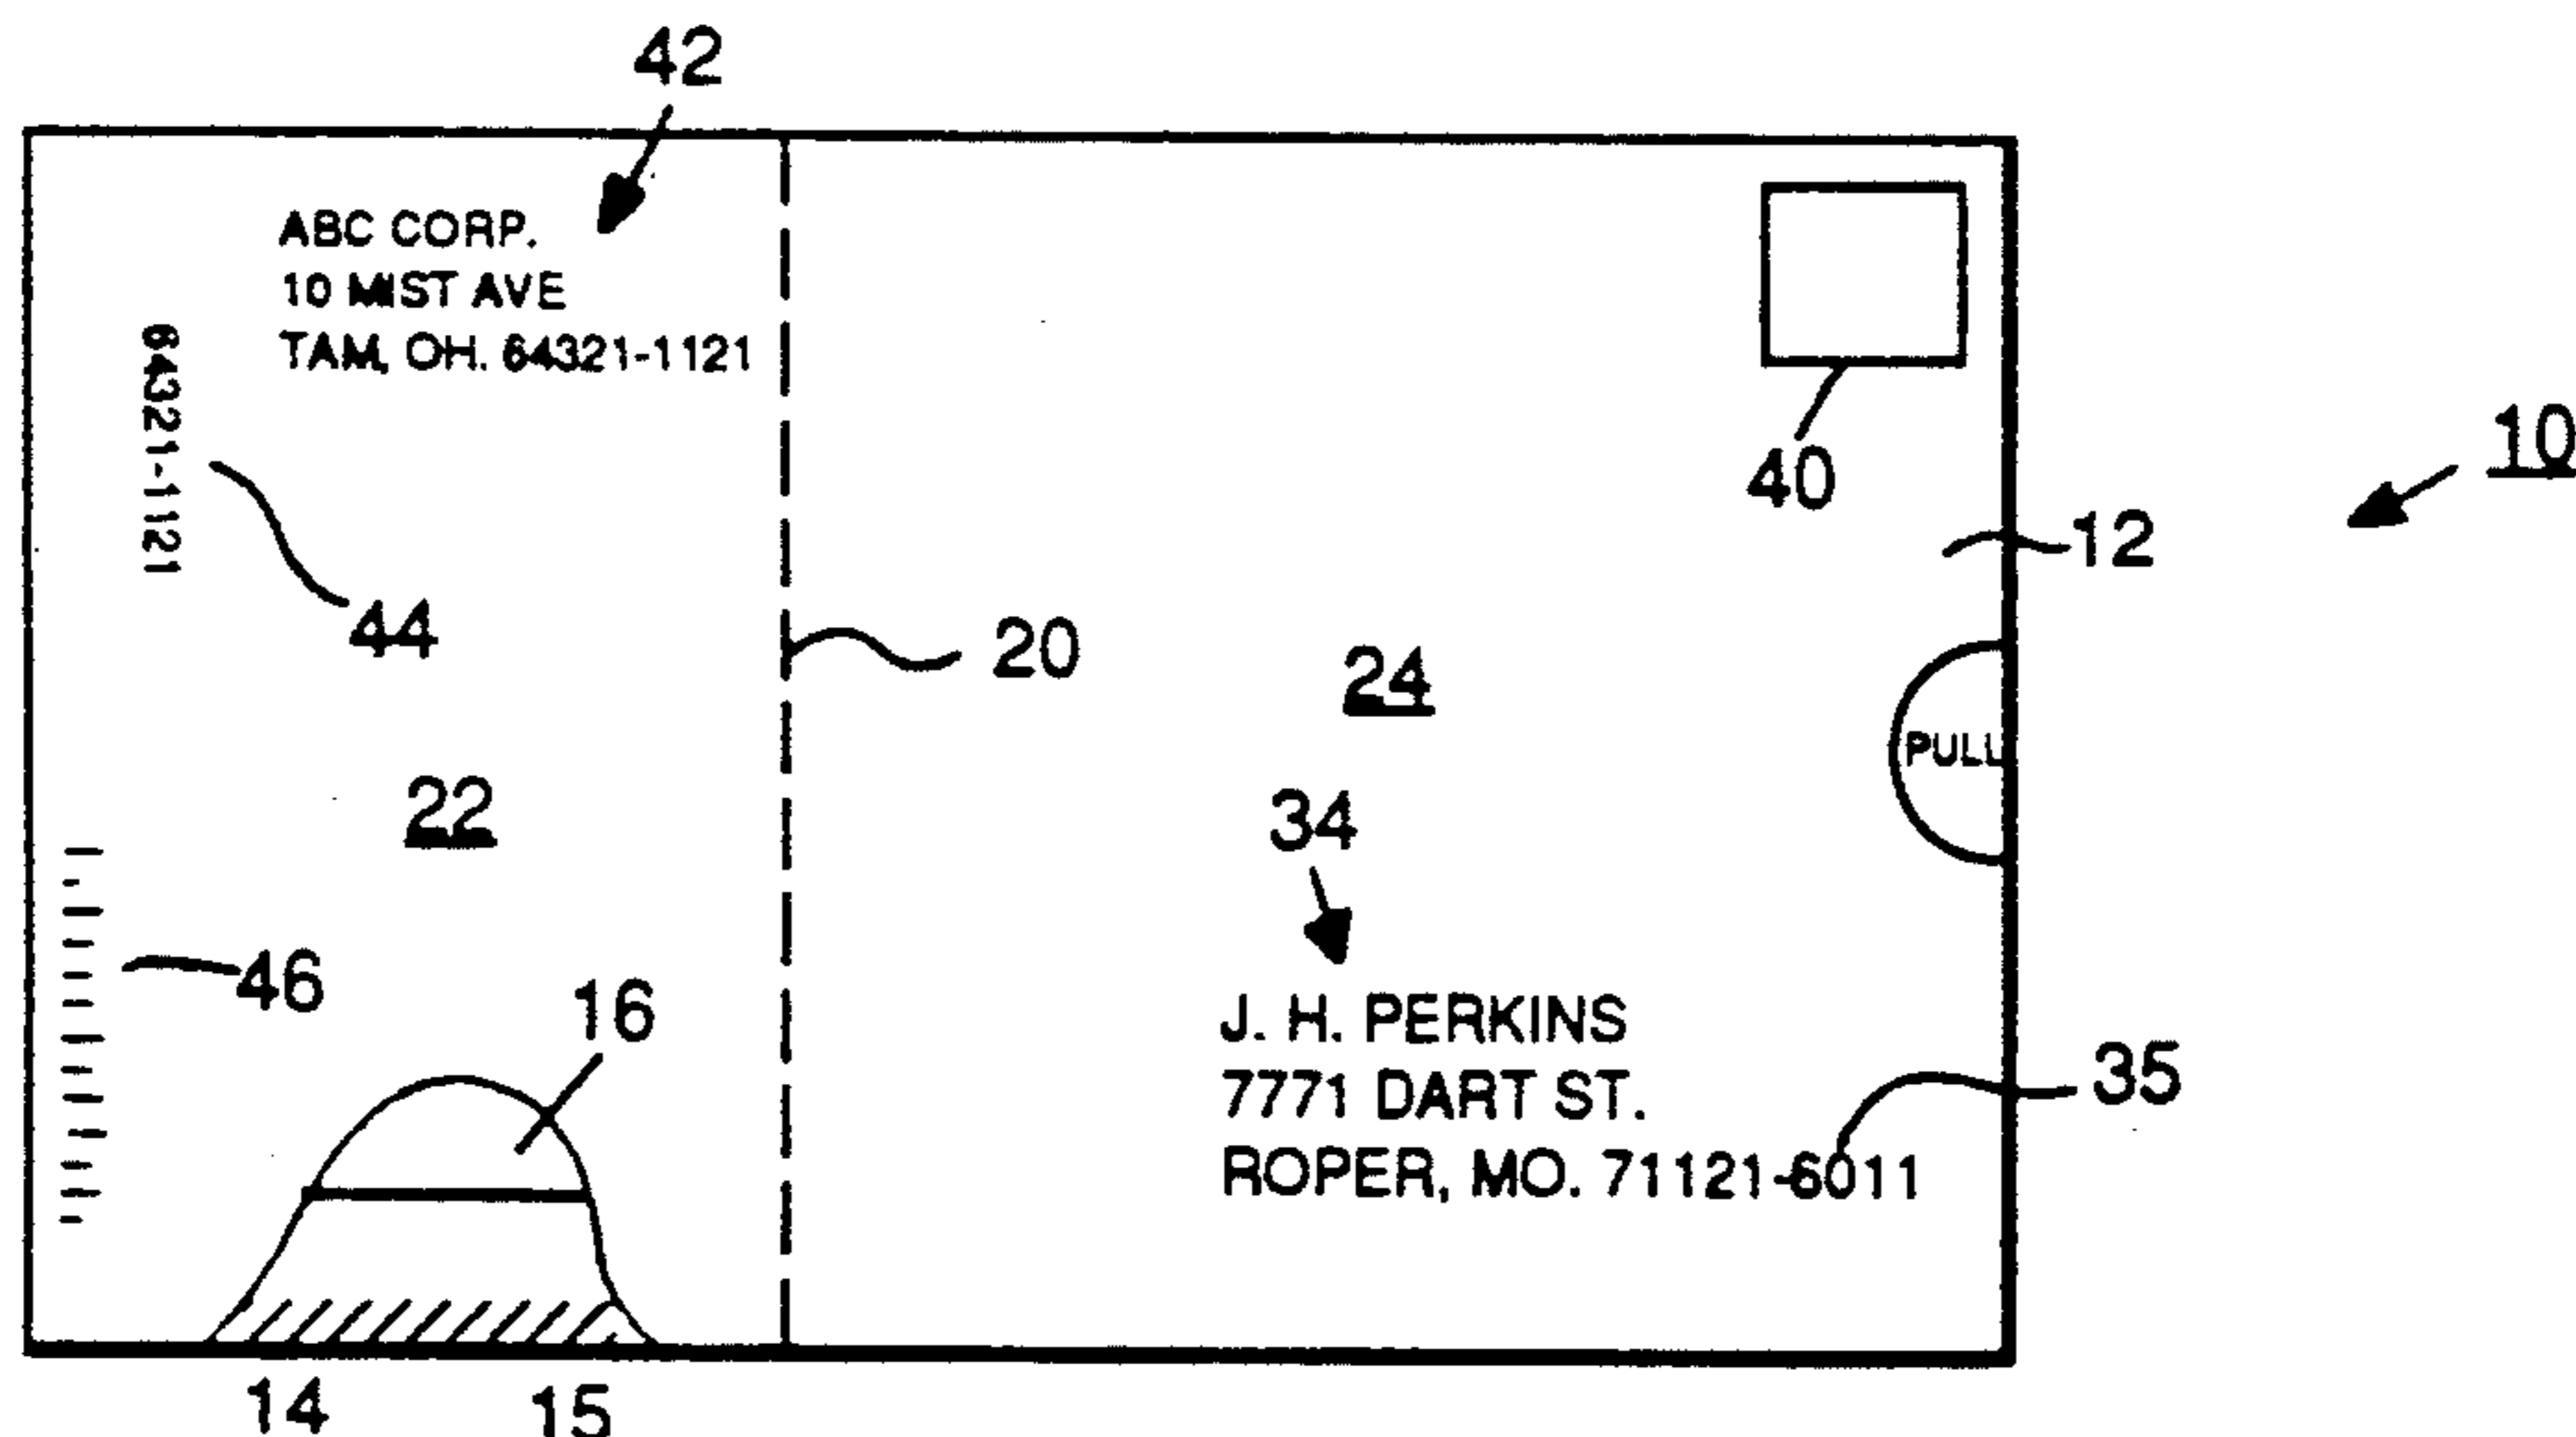 42
ABC CORP.
10 MIST AVE
TAM, OH. 64321-1121
64321-1121
44
40
10
12
20
24
PULL
22
34
46
16
J. H. PERKINS
7771 DART ST.
ROPER, MO. 71121-6011
35
14
15